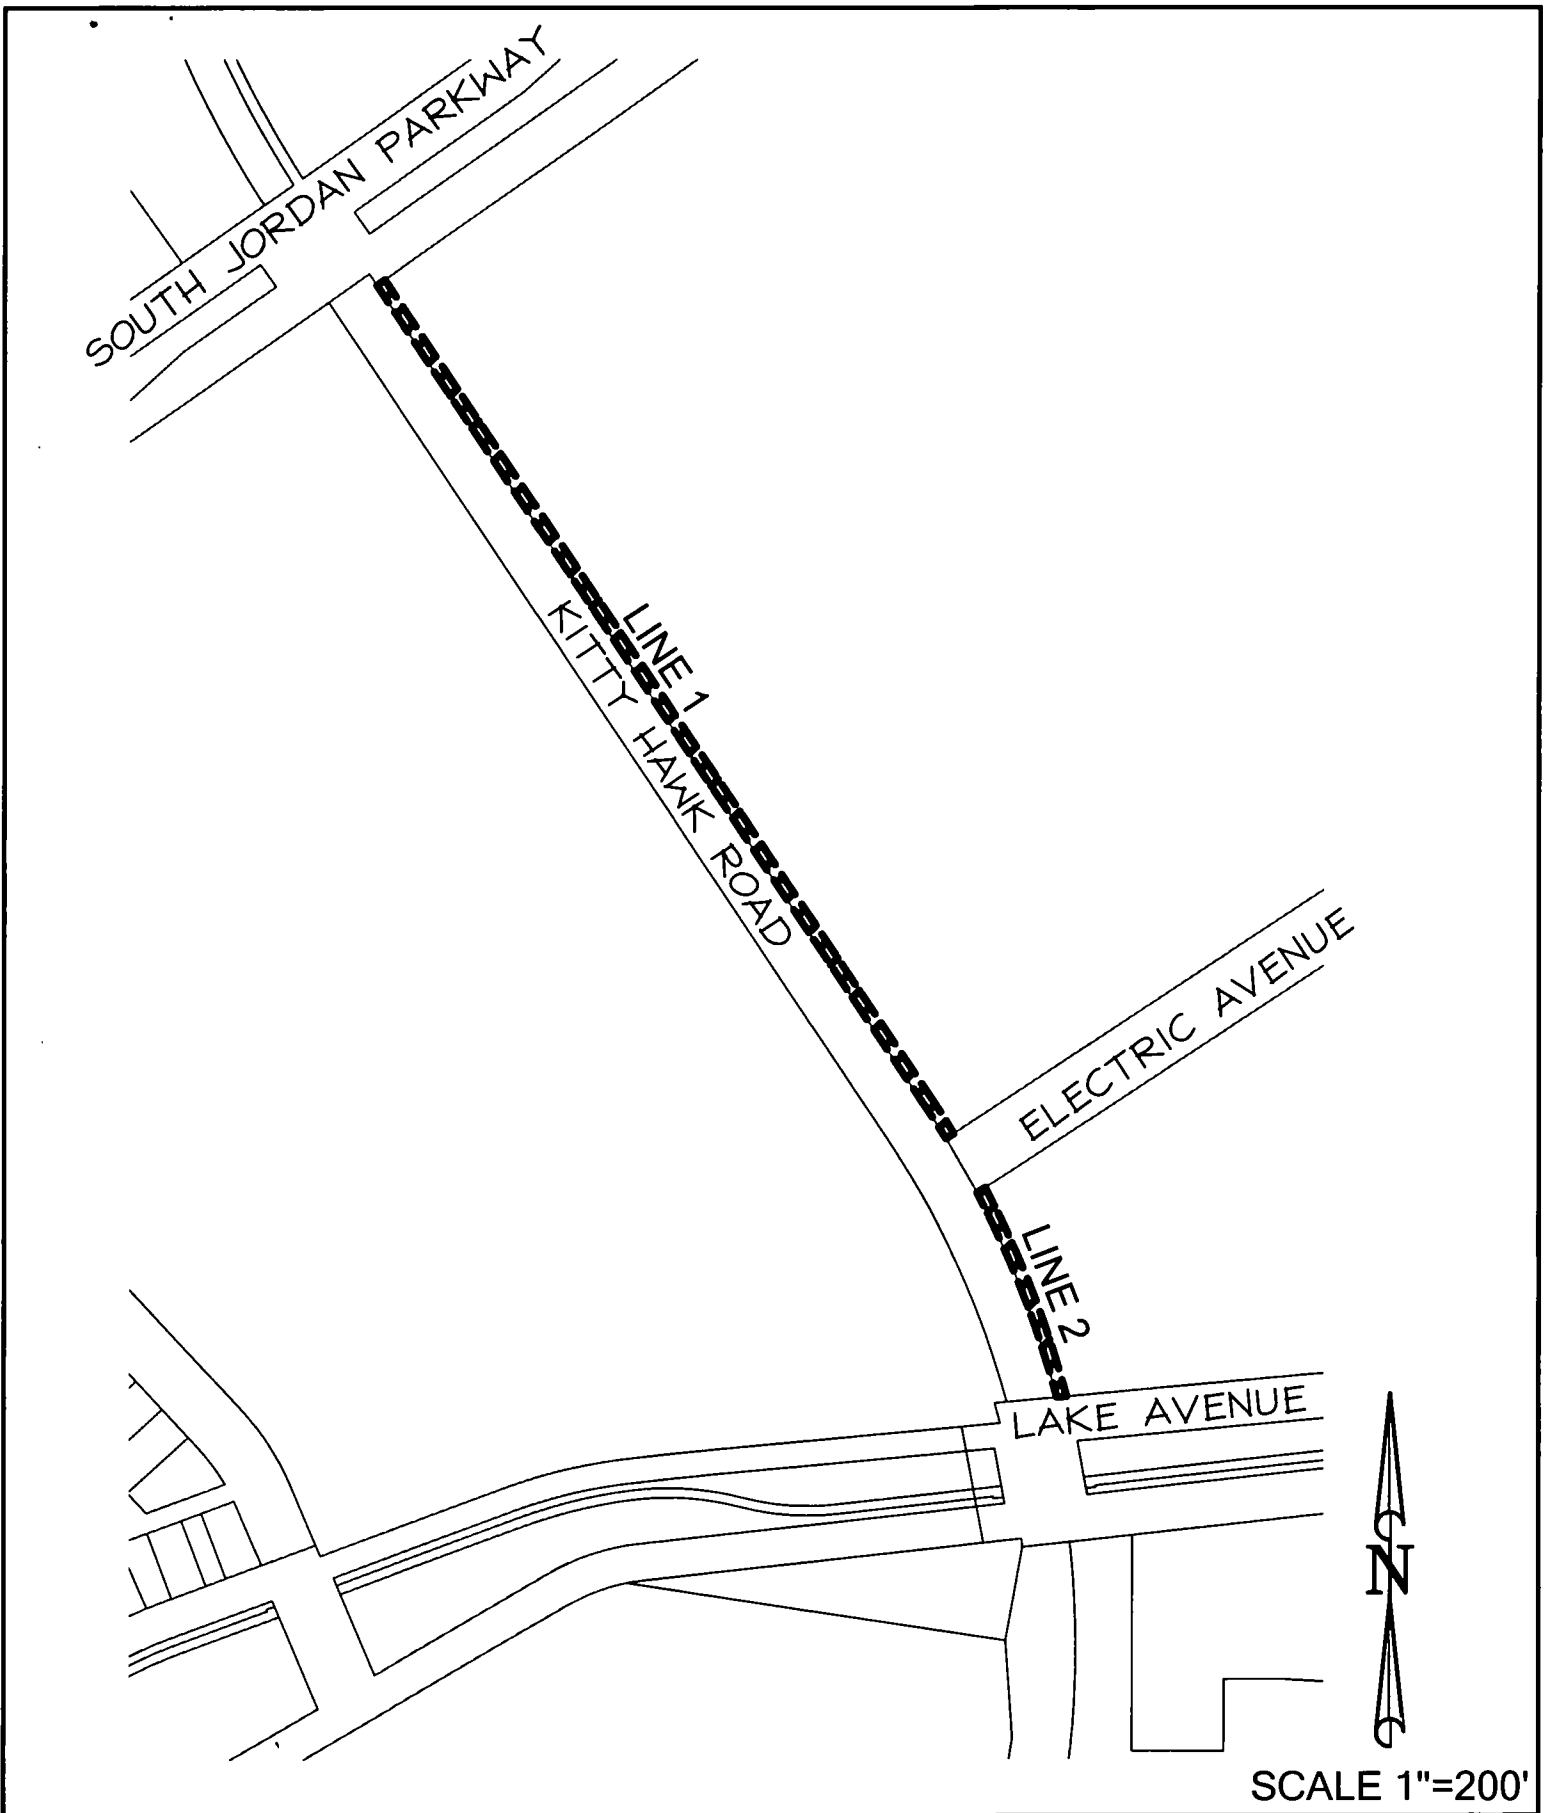 SOUTH JORDAN PARKWAY
LINE 1
KITTY HAWK ROAD
ELECTRIC AVENUE
LINE 2
LAKE AVENUE
N
SCALE 1"=200'